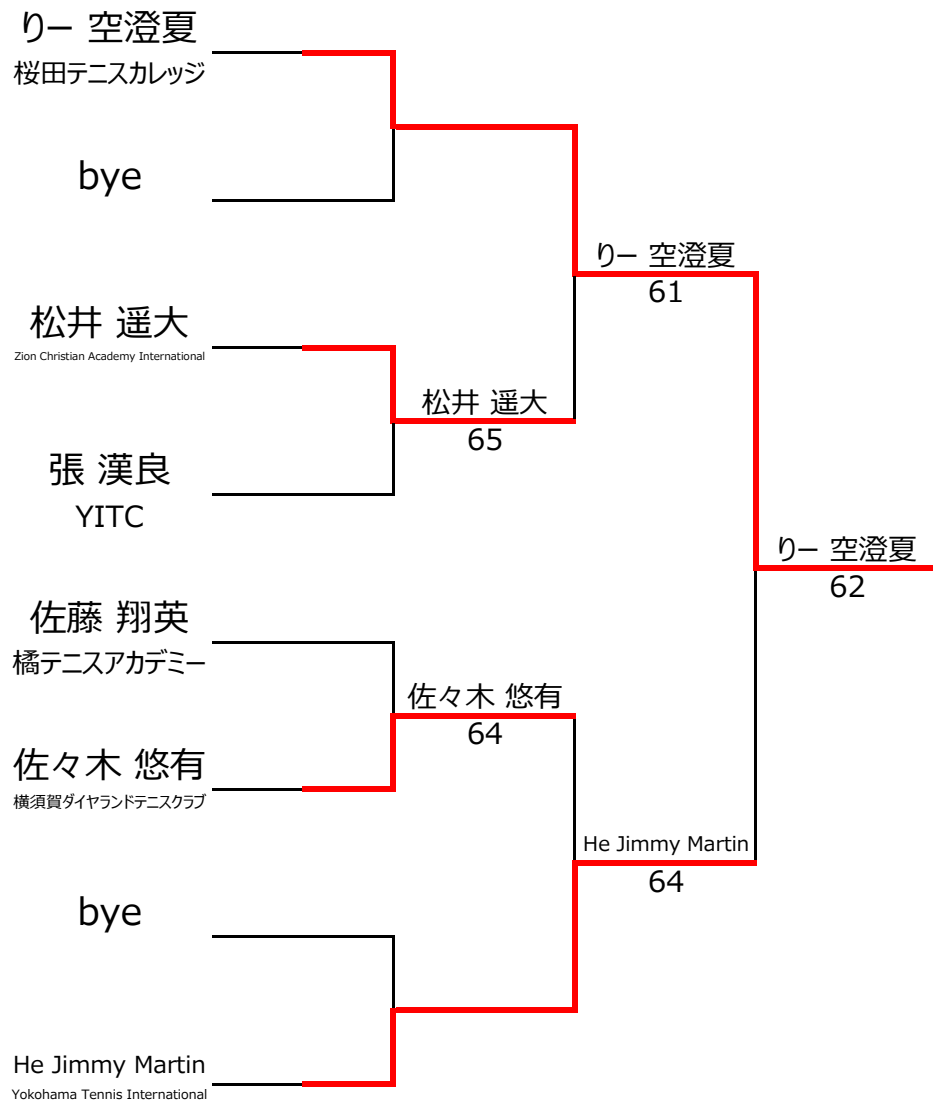 りー 空澄夏
桜田テニスカレッジ
bye
りー 空澄夏
61
松井 遥大
Zion Christian Academy International
松井 遥大
65
張 漢良
YITC
りー 空澄夏
62
佐藤 翔英
橘テニスアカデミー
佐々木 悠有
64
佐々木 悠有
横須賀ダイヤランドテニスクラブ
He Jimmy Martin
64
bye
He Jimmy Martin
Yokohama Tennis International